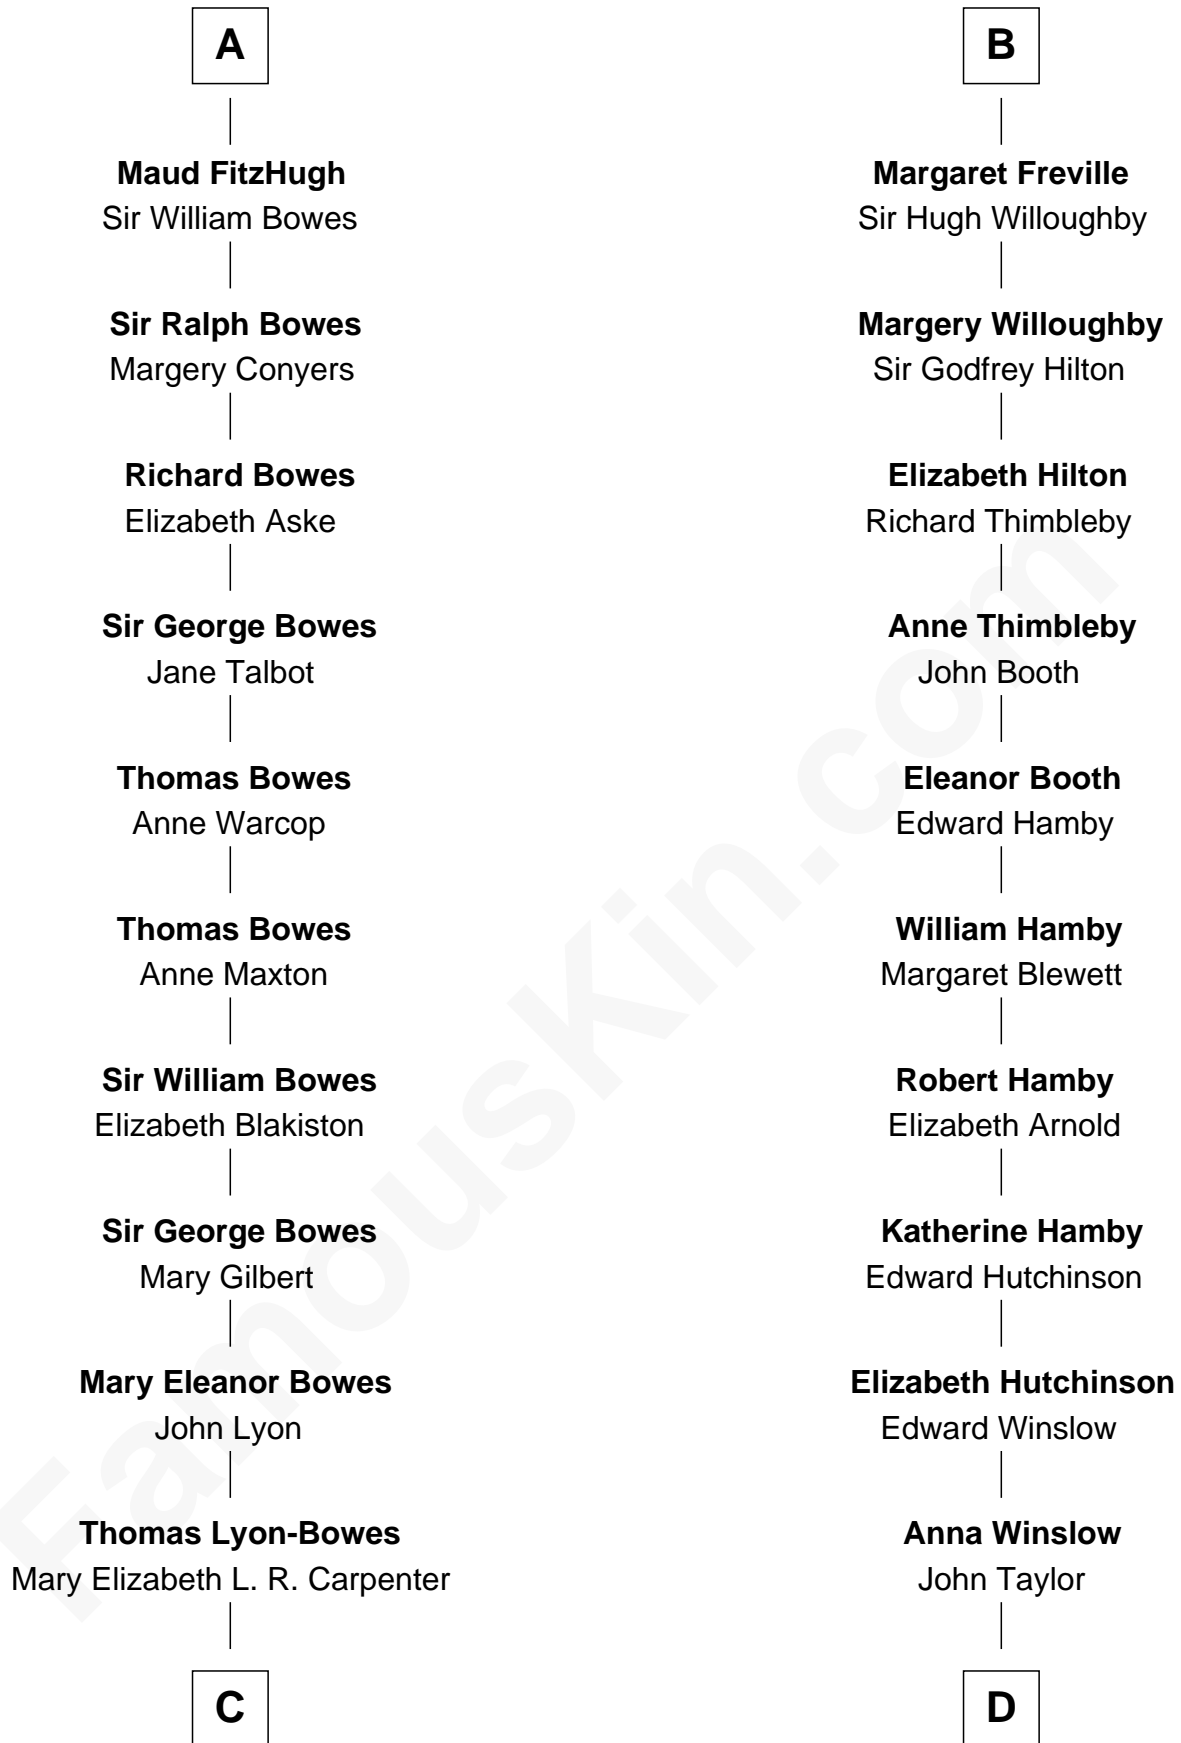 A
Maud FitzHugh
Sir William Bowes
Sir Ralph Bowes
Margery Conyers
Richard Bowes
Elizabeth Aske
Sir George Bowes
Jane Talbot
Thomas Bowes
Anne Warcop
Thomas Bowes
Anne Maxton
Sir William Bowes
Elizabeth Blakiston
Sir George Bowes
Mary Gilbert
Mary Eleanor Bowes
John Lyon
Thomas Lyon-Bowes
Mary Elizabeth L. R. Carpenter
C
B
Margaret Freville
Sir Hugh Willoughby
Margery Willoughby
Sir Godfrey Hilton
Elizabeth Hilton
Richard Thimbleby
Anne Thimbleby
John Booth
Eleanor Booth
Edward Hamby
William Hamby
Margaret Blewett
Robert Hamby
Elizabeth Arnold
Katherine Hamby
Edward Hutchinson
Elizabeth Hutchinson
Edward Winslow
Anna Winslow
John Taylor
D
FamousKin.com